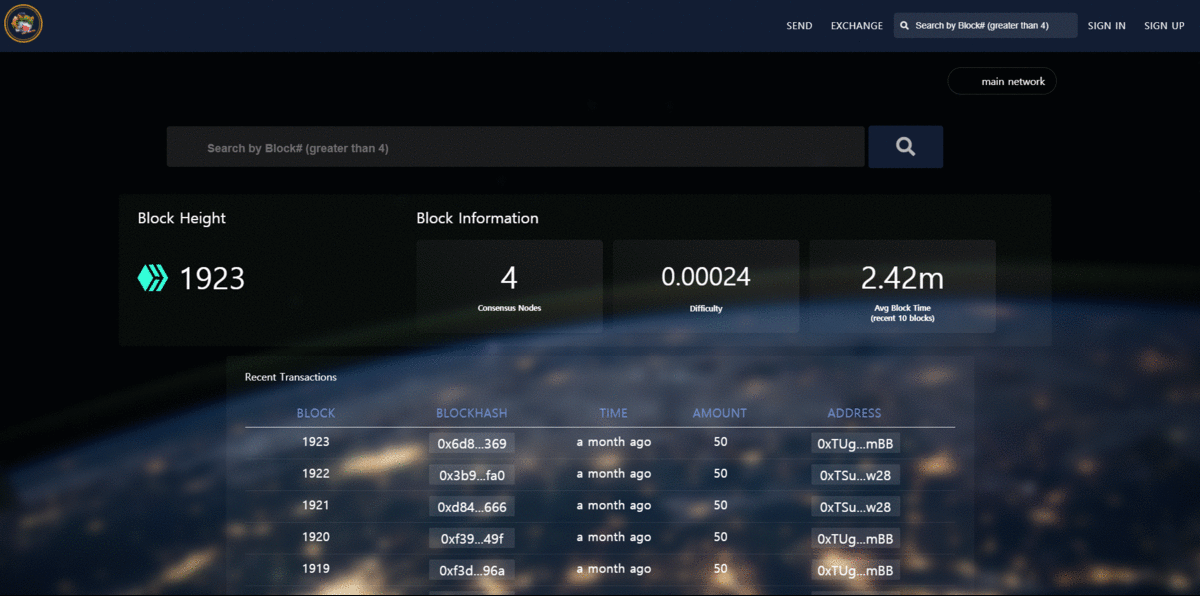 SEND EXCHANGE Search by Block# (greater than 4) SIGN IN SIGN UP
main network
Search by Block# (greater than 4)
Block Height
1923
Block Information
4
Consensus Nodes
0.00024
Difficulty
2.42m
Avg Block Time
(recent 10 blocks)
Recent Transactions
BLOCK BLOCKHASH TIME AMOUNT ADDRESS
1923 0x6d8...369 a month ago 50 0xTUg...mBB
1922 0x3b9...fa0 a month ago 50 0xTSu...w28
1921 0xd84...666 a month ago 50 0xTSu...w28
1920 0xf39...49f a month ago 50 0xTUg...mBB
1919 0xf3d...96a a month ago 50 0xTUg...mBB